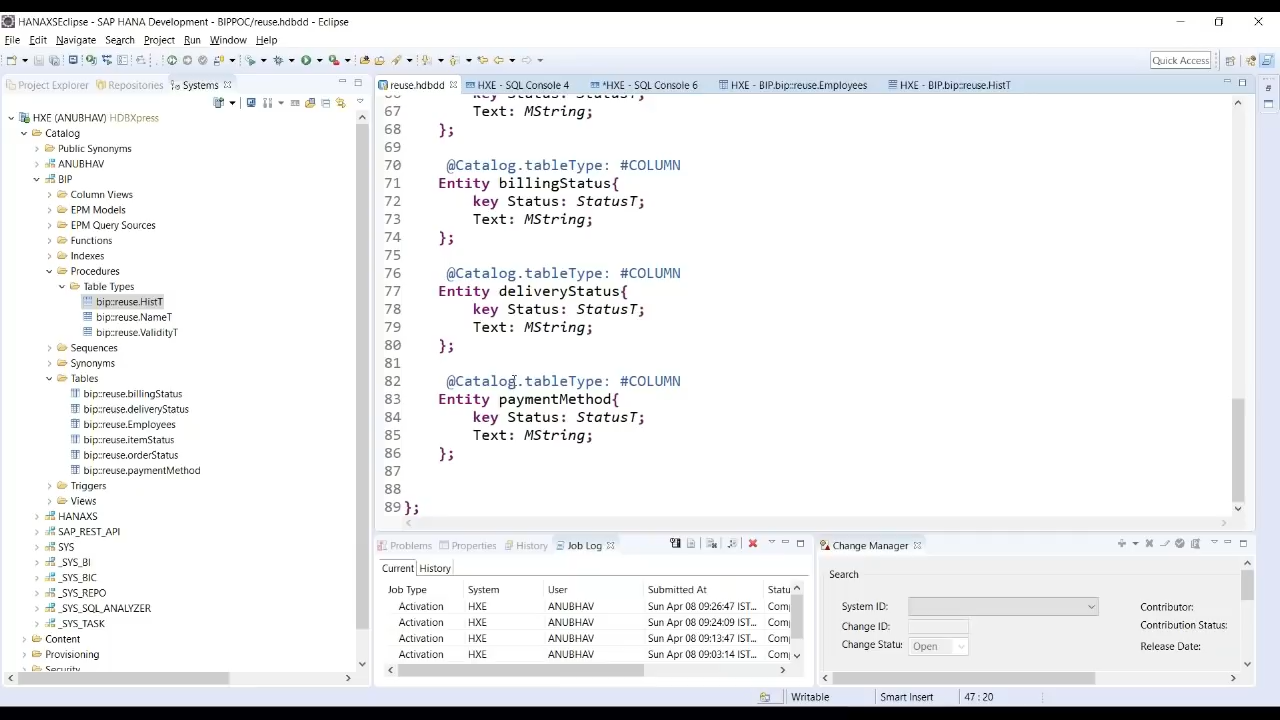 HANAXSEclipse - SAP HANA Development - BIPPOC/reuse.hdbdd - Eclipse
File Edit Navigate Search Project Run Window Help
Quick Access
Project Explorer Repositories Systems
HXE (ANUBHAV) HDBXpress
Catalog
Public Synonyms
ANUBHAV
BIP
Column Views
EPM Models
EPM Query Sources
Functions
Indexes
Procedures
Table Types
bip::reuse.HistT
bip::reuse.NameT
bip::reuse.ValidityT
Sequences
Synonyms
Tables
bip::reuse.billingStatus
bip::reuse.deliveryStatus
bip::reuse.Employees
bip::reuse.itemStatus
bip::reuse.orderStatus
bip::reuse.paymentMethod
Triggers
Views
HANAXS
SAP_REST_API
SYS
_SYS_BI
_SYS_BIC
_SYS_REPO
_SYS_SQL_ANALYZER
_SYS_TASK
Content
Provisioning
Security
reuse.hdbdd HXE - SQL Console 4 *HXE - SQL Console 6 HXE - BIP.bip::reuse.Employees HXE - BIP.bip::reuse.HistT
66 key Status: StatusT;
67 Text: MString;
68 };
69
70 @Catalog.tableType: #COLUMN
71 Entity billingStatus{
72 key Status: StatusT;
73 Text: MString;
74 };
75
76 @Catalog.tableType: #COLUMN
77 Entity deliveryStatus{
78 key Status: StatusT;
79 Text: MString;
80 };
81
82 @Catalog.tableType: #COLUMN
83 Entity paymentMethod{
84 key Status: StatusT;
85 Text: MString;
86 };
87
88
89 };
Problems Properties History Job Log
Current History
Job Type System User Submitted At Statu
Activation HXE ANUBHAV Sun Apr 08 09:26:47 IST... Comp
Activation HXE ANUBHAV Sun Apr 08 09:24:09 IST... Comp
Activation HXE ANUBHAV Sun Apr 08 09:13:47 IST... Comp
Activation HXE ANUBHAV Sun Apr 08 09:03:14 IST... Comp
Change Manager
Search
System ID: Contributor:
Change ID: Contribution Status:
Change Statu: Open Release Date:
Writable Smart Insert 47 : 20